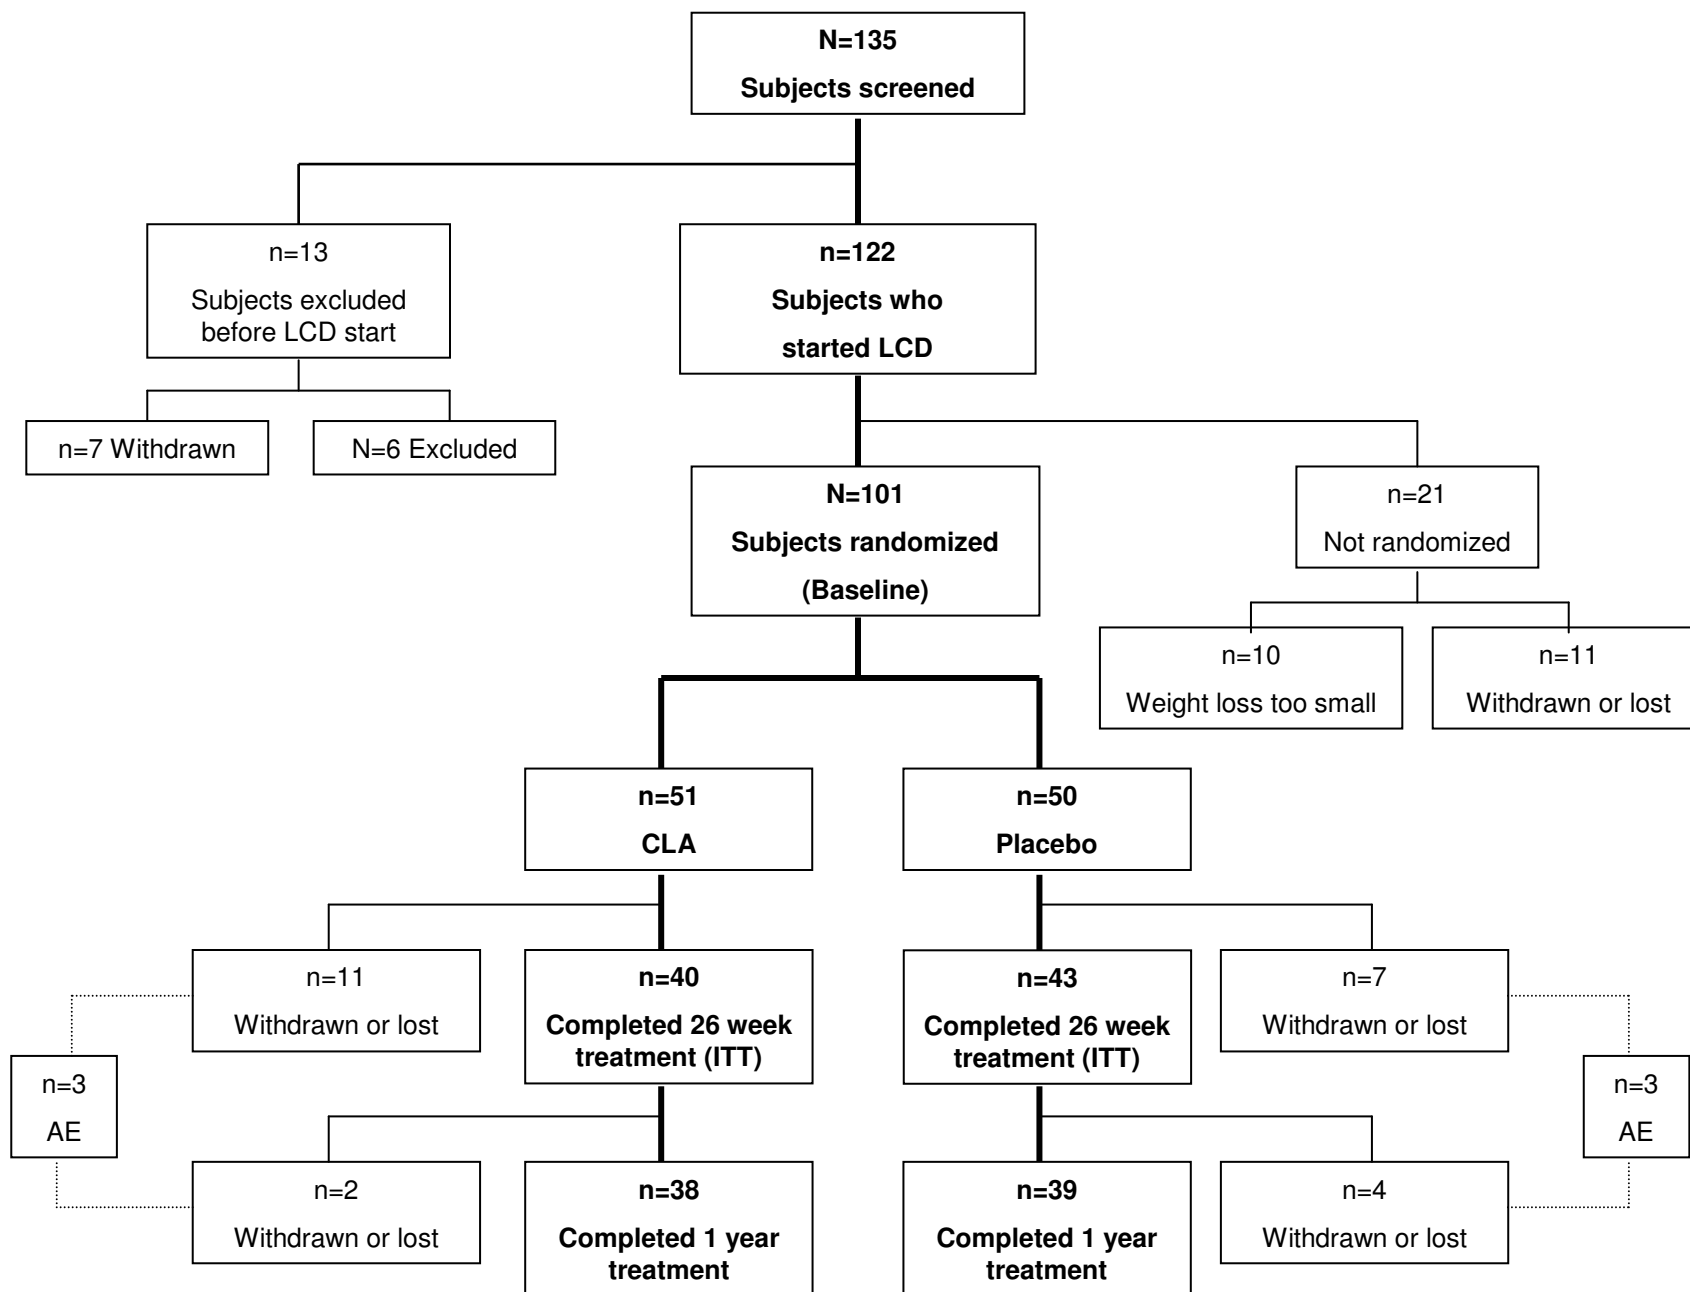 N=135
Subjects screened
n=13
Subjects excluded
before LCD start
n=122
Subjects who
started LCD
n=7 Withdrawn
N=6 Excluded
N=101
Subjects randomized
(Baseline)
n=21
Not randomized
n=10
Weight loss too small
n=11
Withdrawn or lost
n=51
CLA
n=50
Placebo
n=11
Withdrawn or lost
n=40
Completed 26 week
treatment (ITT)
n=43
Completed 26 week
treatment (ITT)
n=7
Withdrawn or lost
n=3
AE
n=3
AE
n=2
Withdrawn or lost
n=38
Completed 1 year
treatment
n=39
Completed 1 year
treatment
n=4
Withdrawn or lost